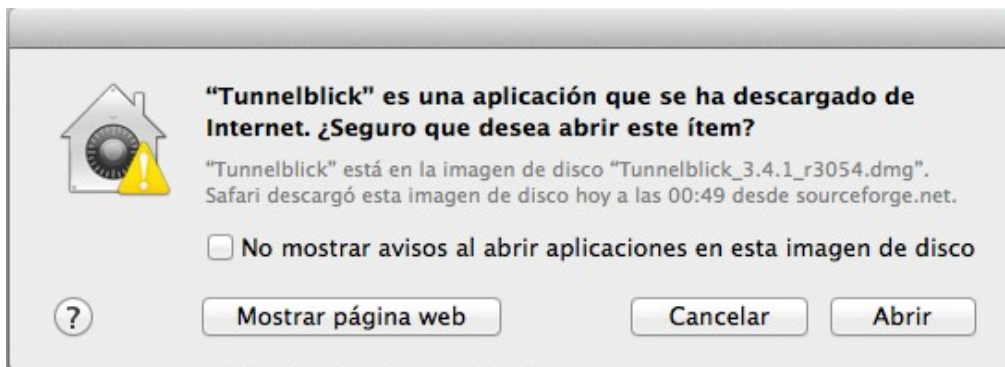 “Tunnelblick” es una aplicación que se ha descargado de
Internet. ¿Seguro que desea abrir este ítem?
“Tunnelblick” está en la imagen de disco “Tunnelblick_3.4.1_r3054.dmg”.
Safari descargó esta imagen de disco hoy a las 00:49 desde sourceforge.net.
No mostrar avisos al abrir aplicaciones en esta imagen de disco
? Mostrar página web Cancelar Abrir